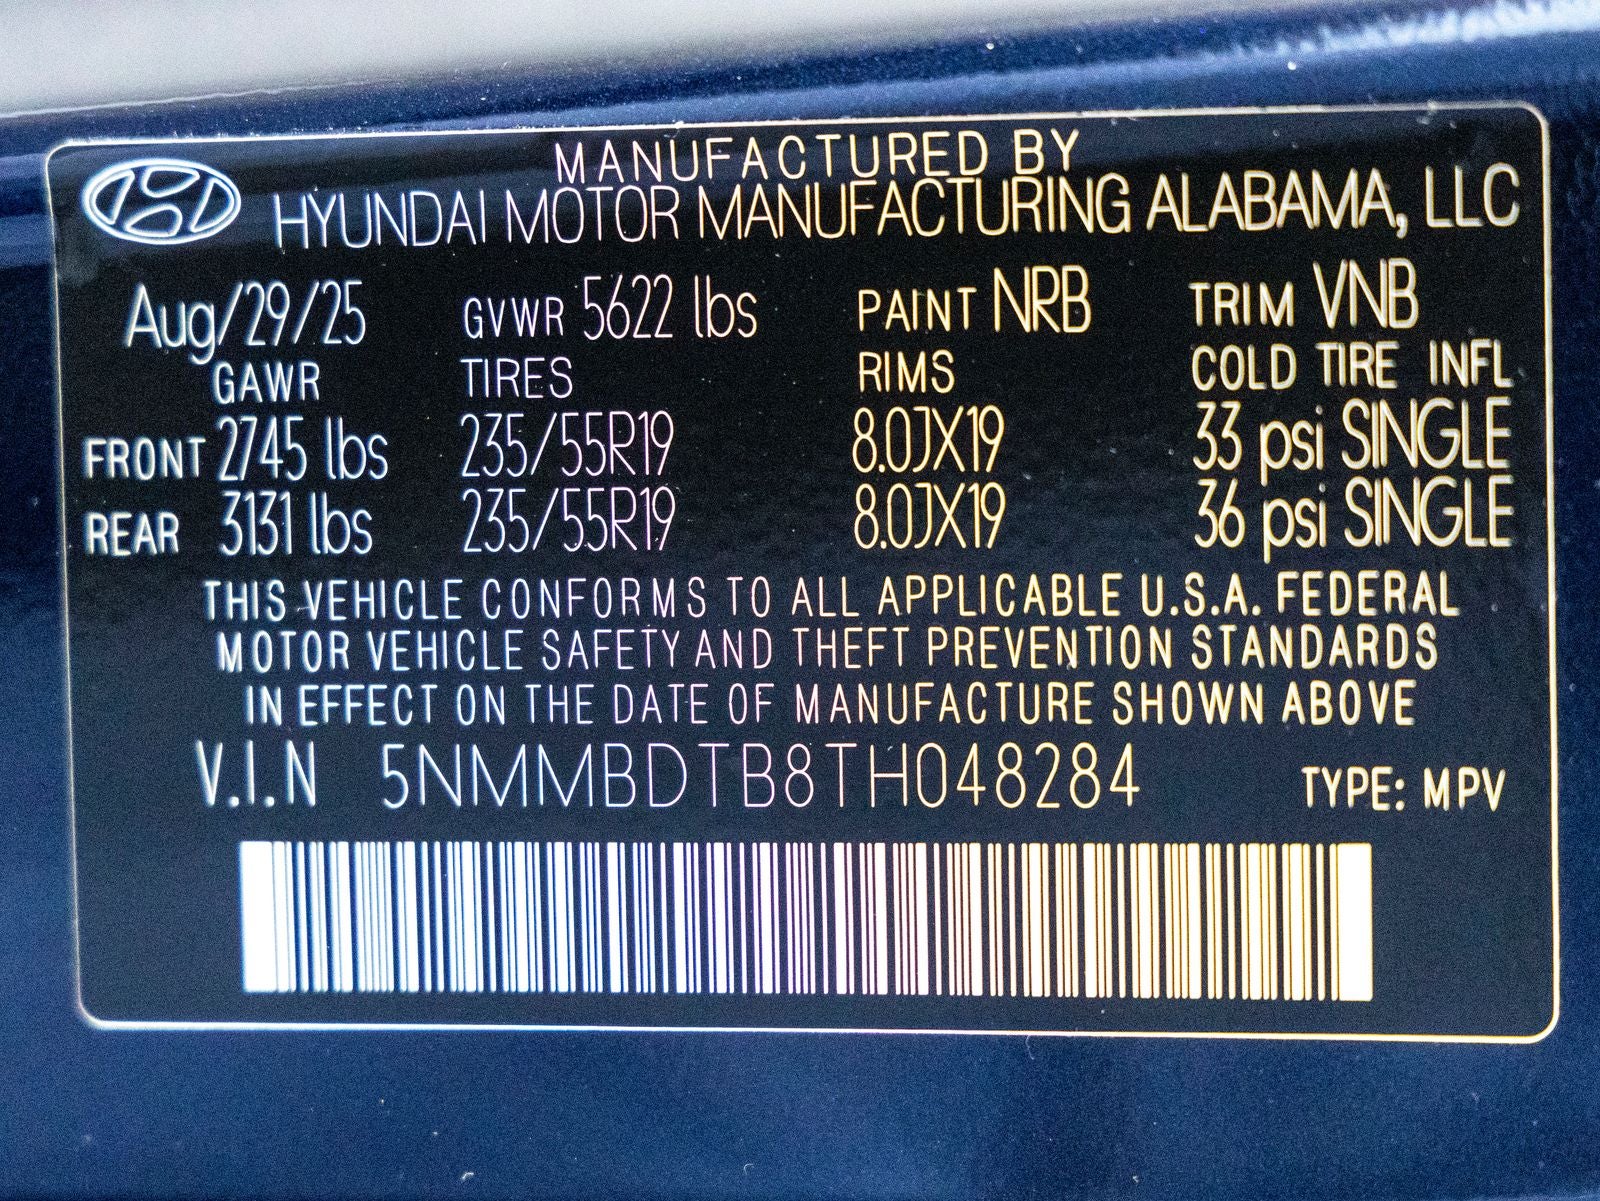 MANUFACTURED BY
HYUNDAI MOTOR MANUFACTURING ALABAMA, LLC
Aug/29/25 GVWR 5622 lbs PAINT NRB TRIM VNB
GAWR TIRES RIMS COLD TIRE INFL
FRONT 2745 lbs 235/55R19 8.0JX19 33 psi SINGLE
REAR 3131 lbs 235/55R19 8.0JX19 36 psi SINGLE
THIS VEHICLE CONFORMS TO ALL APPLICABLE U.S.A. FEDERAL
MOTOR VEHICLE SAFETY AND THEFT PREVENTION STANDARDS
IN EFFECT ON THE DATE OF MANUFACTURE SHOWN ABOVE
V.I.N 5NMMBDTB8TH048284 TYPE: MPV